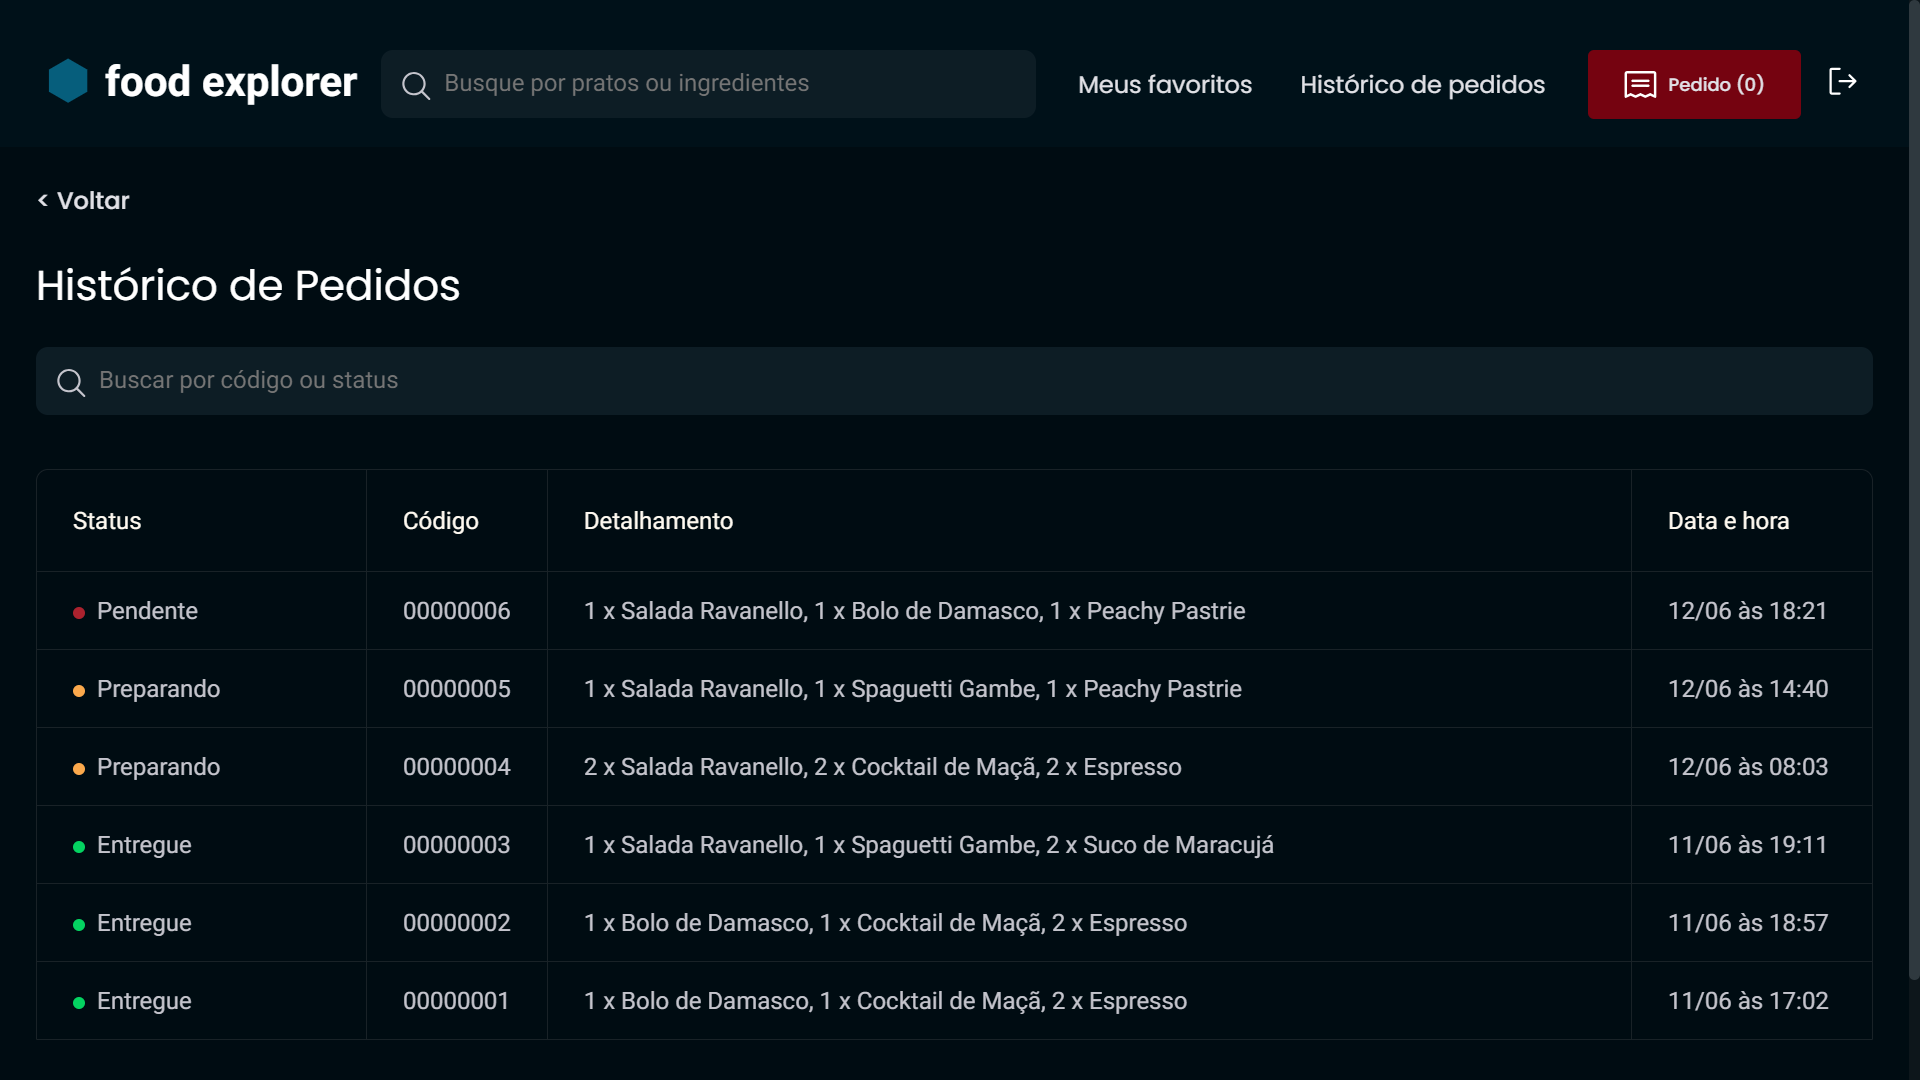 food explorer
Busque por pratos ou ingredientes
Meus favoritos
Histórico de pedidos
Pedido (0)
< Voltar
Histórico de Pedidos
Buscar por código ou status
Status Código Detalhamento Data e hora
Pendente 00000006 1 x Salada Ravanello, 1 x Bolo de Damasco, 1 x Peachy Pastrie 12/06 às 18:21
Preparando 00000005 1 x Salada Ravanello, 1 x Spaguetti Gambe, 1 x Peachy Pastrie 12/06 às 14:40
Preparando 00000004 2 x Salada Ravanello, 2 x Cocktail de Maçã, 2 x Espresso 12/06 às 08:03
Entregue 00000003 1 x Salada Ravanello, 1 x Spaguetti Gambe, 2 x Suco de Maracujá 11/06 às 19:11
Entregue 00000002 1 x Bolo de Damasco, 1 x Cocktail de Maçã, 2 x Espresso 11/06 às 18:57
Entregue 00000001 1 x Bolo de Damasco, 1 x Cocktail de Maçã, 2 x Espresso 11/06 às 17:02